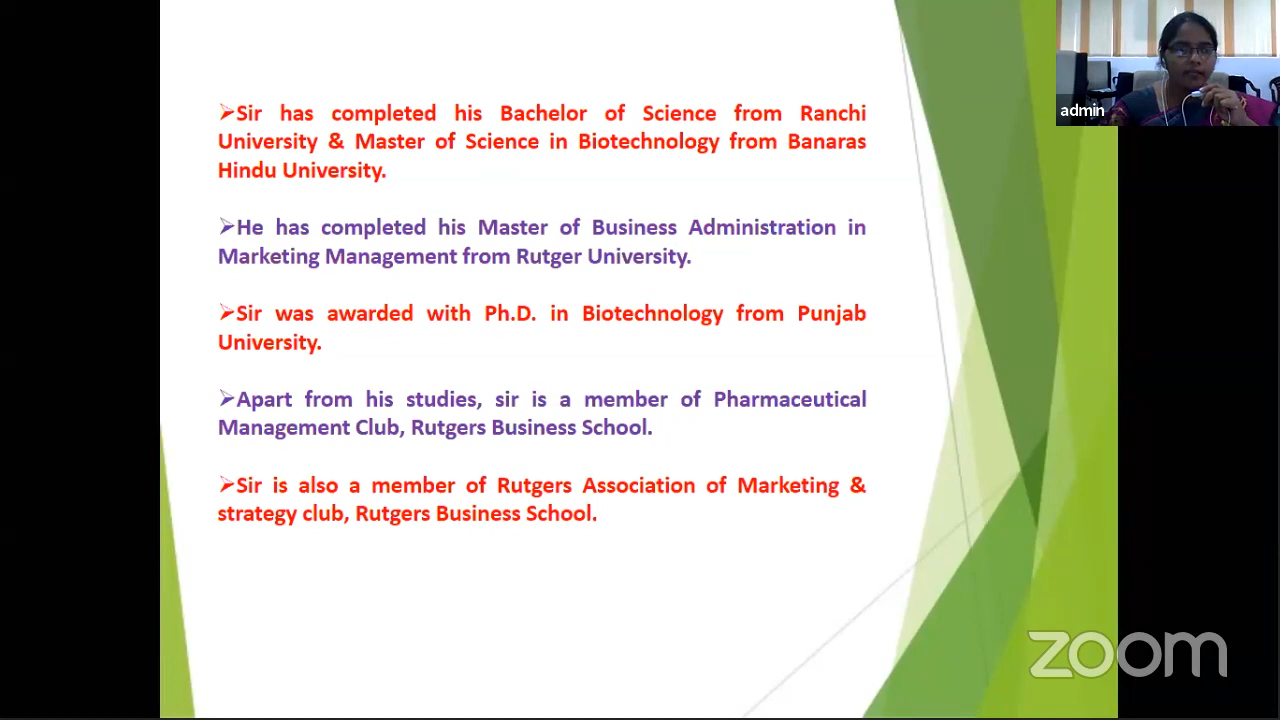 ➢Sir has completed his Bachelor of Science from Ranchi
University & Master of Science in Biotechnology from Banaras
Hindu University.
➢He has completed his Master of Business Administration in
Marketing Management from Rutger University.
➢Sir was awarded with Ph.D. in Biotechnology from Punjab
University.
➢Apart from his studies, sir is a member of Pharmaceutical
Management Club, Rutgers Business School.
➢Sir is also a member of Rutgers Association of Marketing &
strategy club, Rutgers Business School.
admin
zoom